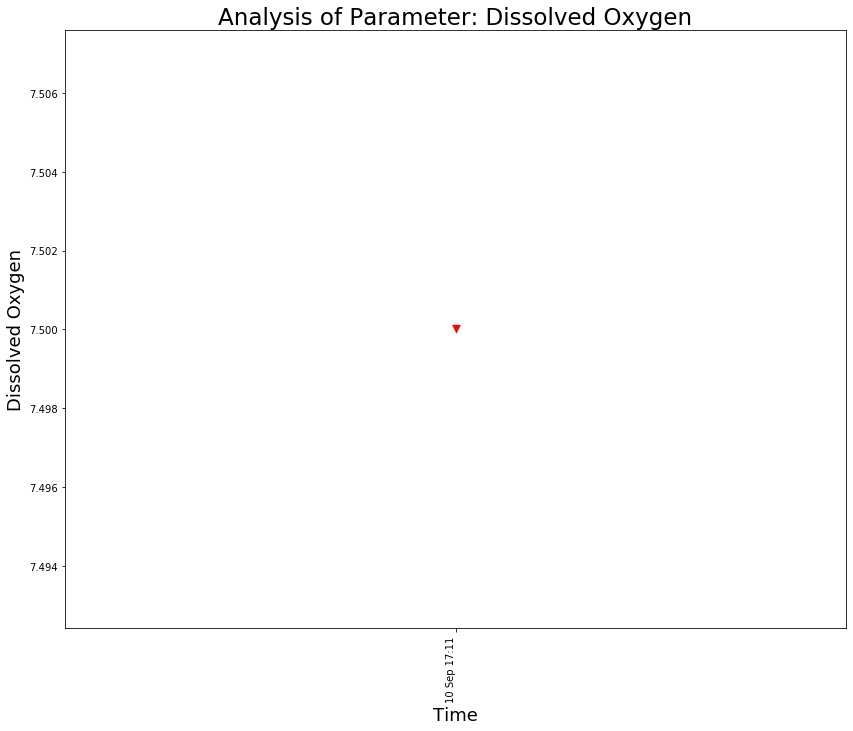 Analysis of Parameter: Dissolved Oxygen
7.506
7.504
7.502
7.500
7.498
7.496
7.494
Dissolved Oxygen
10 Sep 17:11
Time